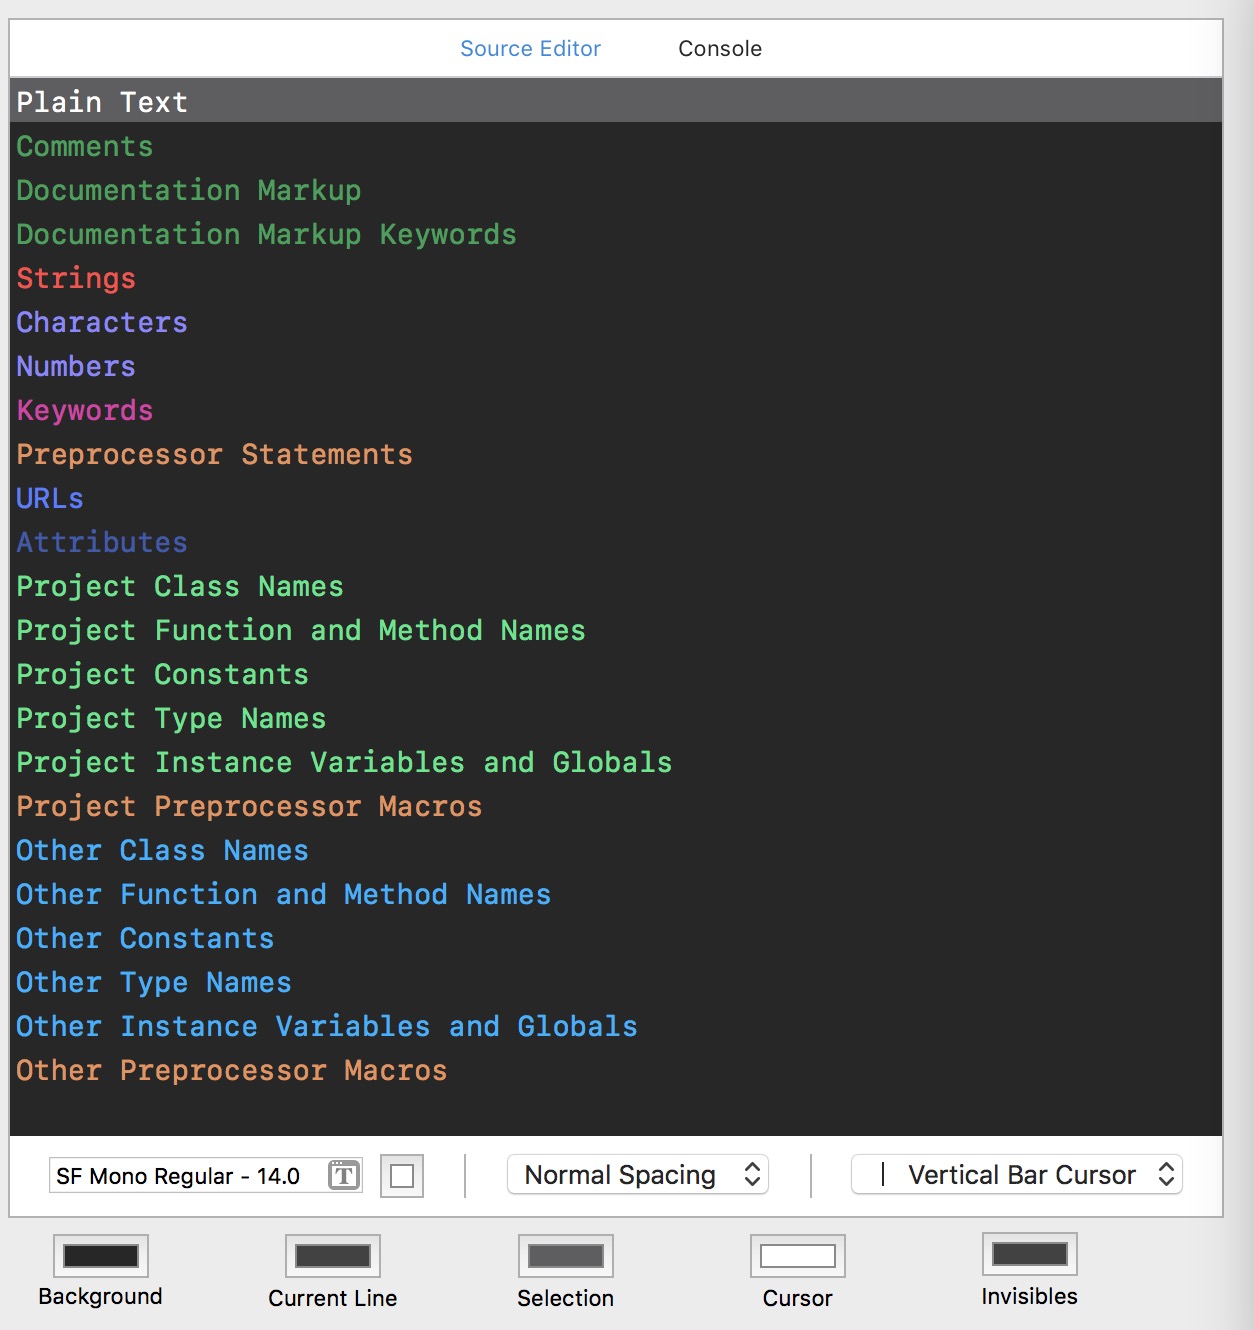 Source Editor Console
Plain Text
Comments
Documentation Markup
Documentation Markup Keywords
Strings
Characters
Numbers
Keywords
Preprocessor Statements
URLs
Attributes
Project Class Names
Project Function and Method Names
Project Constants
Project Type Names
Project Instance Variables and Globals
Project Preprocessor Macros
Other Class Names
Other Function and Method Names
Other Constants
Other Type Names
Other Instance Variables and Globals
Other Preprocessor Macros
SF Mono Regular - 14.0 T Normal Spacing Vertical Bar Cursor
Background Current Line Selection Cursor Invisibles